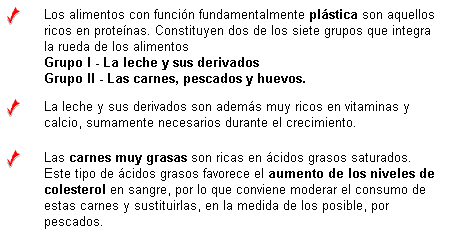 Los alimentos con función fundamentalmente plástica son aquellos
ricos en proteínas. Constituyen dos de los siete grupos que integra
la rueda de los alimentos
Grupo I - La leche y sus derivados
Grupo II - Las carnes, pescados y huevos.
La leche y sus derivados son además muy ricos en vitaminas y
calcio, sumamente necesarios durante el crecimiento.
Las carnes muy grasas son ricas en ácidos grasos saturados.
Este tipo de ácidos grasos favorece el aumento de los niveles de
colesterol en sangre, por lo que conviene moderar el consumo de
estas carnes y sustituirlas, en la medida de los posible, por
pescados.